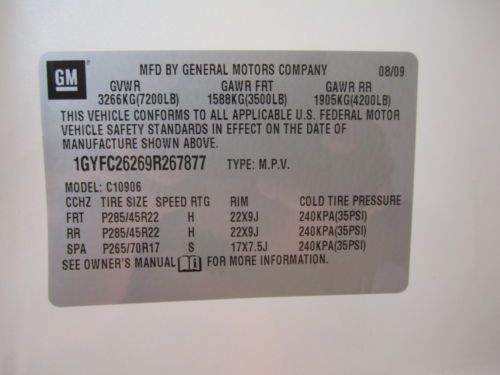 GM
MFD BY GENERAL MOTORS COMPANY 08/09
GVWR GAWR FRT GAWR RR
3266KG(7200LB) 1588KG(3500LB) 1905KG(4200LB)
THIS VEHICLE CONFORMS TO ALL APPLICABLE U.S. FEDERAL MOTOR
VEHICLE SAFETY STANDARDS IN EFFECT ON THE DATE OF
MANUFACTURE SHOWN ABOVE.
1GYFC26269R267877 TYPE: M.P.V.
MODEL: C10906
CCHZ TIRE SIZE SPEED RTG RIM COLD TIRE PRESSURE
FRT P285/45R22 H 22X9J 240KPA(35PSI)
RR P285/45R22 H 22X9J 240KPA(35PSI)
SPA P265/70R17 S 17X7.5J 240KPA(35PSI)
SEE OWNER'S MANUAL FOR MORE INFORMATION.